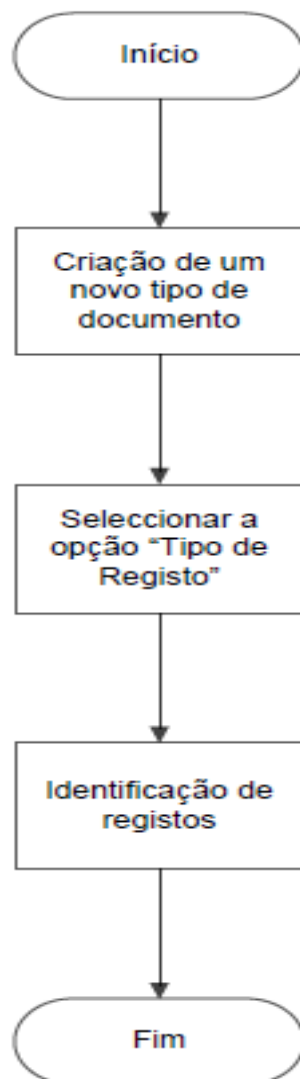 Início
Criação de um
novo tipo de
documento
Seleccionar a
opção “Tipo de
Registo”
Identificação de
registos
Fim